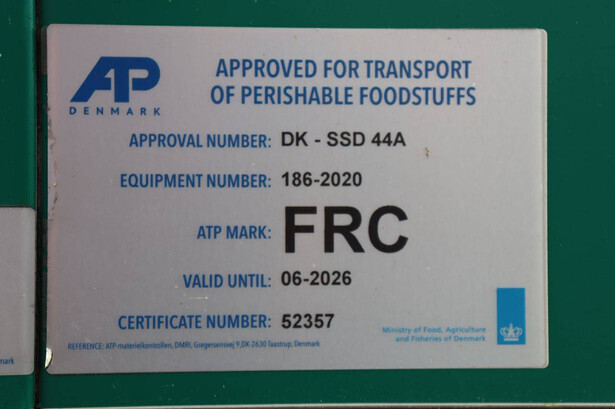 ATP
DENMARK
APPROVED FOR TRANSPORT
OF PERISHABLE FOODSTUFFS
APPROVAL NUMBER: DK - SSD 44A
EQUIPMENT NUMBER: 186-2020
ATP MARK: FRC
VALID UNTIL: 06-2026
CERTIFICATE NUMBER: 52357
Ministry of Food, Agriculture
and Fisheries of Denmark
REFERENCE: ATP-materielkontrollen, DMRI, Gregersensvej 9, DK-2630 Taastrup, Denmark
mark